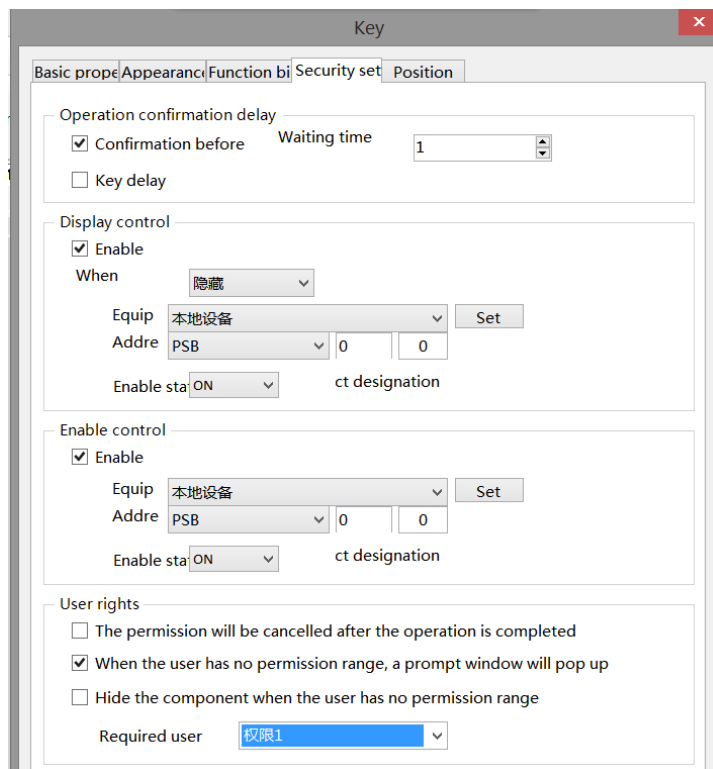 Key
Basic prope Appearanc Function bi Security set Position
Operation confirmation delay
Confirmation before Waiting time 1
Key delay
Display control
Enable
When 隐藏
Equip 本地设备 Set
Addre PSB 0 0
Enable sta ON ct designation
Enable control
Enable
Equip 本地设备 Set
Addre PSB 0 0
Enable sta ON ct designation
User rights
The permission will be cancelled after the operation is completed
When the user has no permission range, a prompt window will pop up
Hide the component when the user has no permission range
Required user 权限1